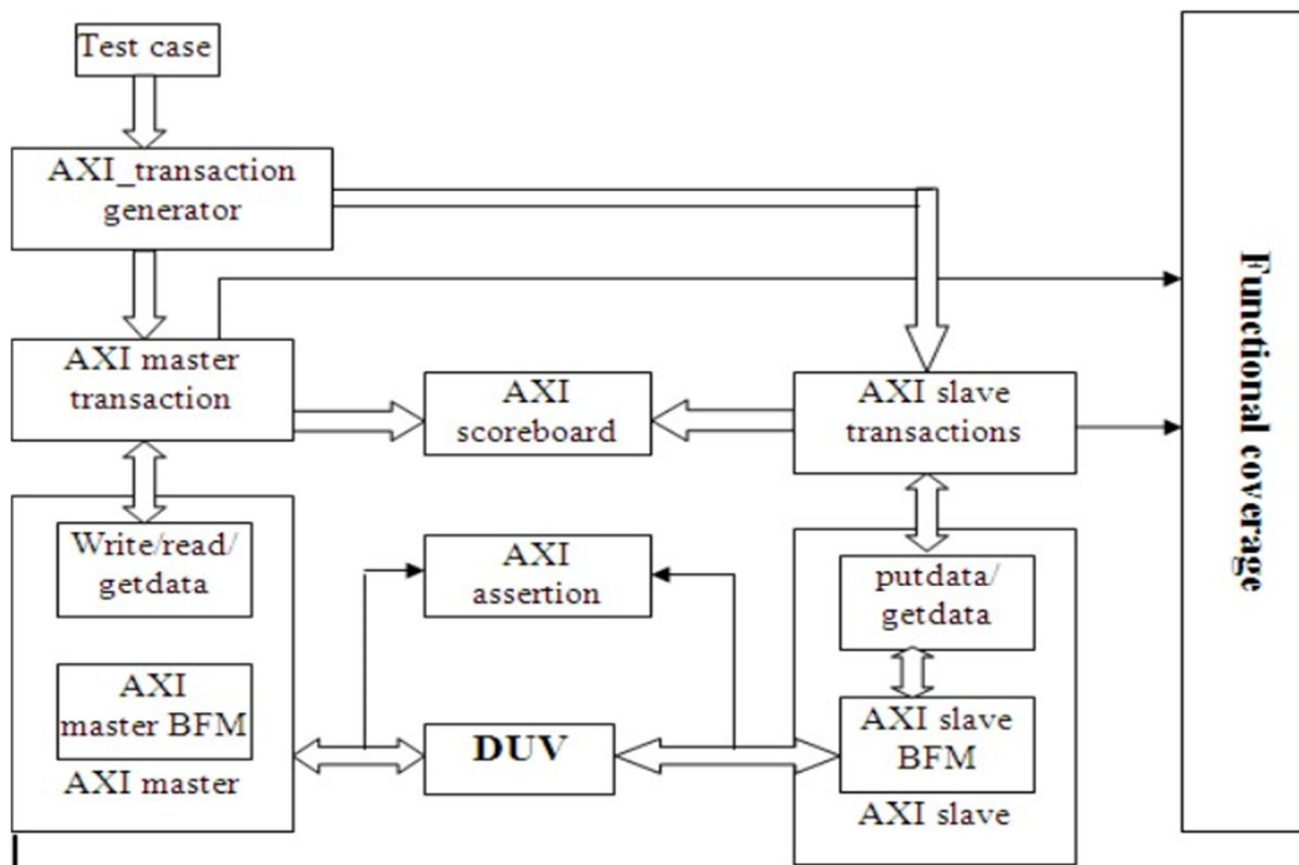 Test case
AXI_transaction
generator
AXI master
transaction
AXI
scoreboard
AXI slave
transactions
Functional coverage
Write/read/
getdata
AXI
assertion
putdata/
getdata
AXI
master BFM
AXI master
DUV
AXI slave
BFM
AXI slave